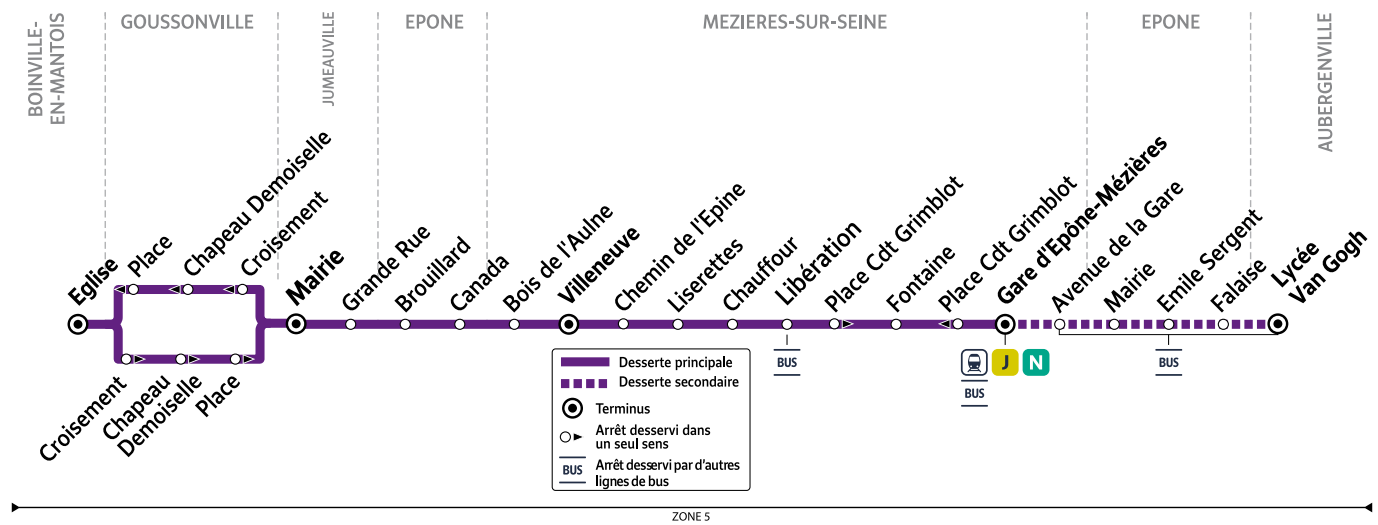 BOINVILLE-
EN-MANTOIS
GOUSSONVILLE
JUMEAUVILLE
EPONE
MEZIERES-SUR-SEINE
EPONE
AUBERGENVILLE
Eglise
Place
Chapeau Demoiselle
Croisement
Croisement
Chapeau
Demoiselle
Place
Mairie
Grande Rue
Brouillard
Canada
Bois de l'Aulne
Villeneuve
Chemin de l'Epine
Liserettes
Chauffour
Libération
Place Cdt Grimblot
Fontaine
Place Cdt Grimblot
Gare d'Epône-Mézières
Avenue de la Gare
Mairie
Emile Sergent
Falaise
Lycée
Van Gogh
BUS
J
N
BUS
BUS
Desserte principale
Desserte secondaire
Terminus
Arrêt desservi dans
un seul sens
BUS
Arrêt desservi par d'autres
lignes de bus
ZONE 5